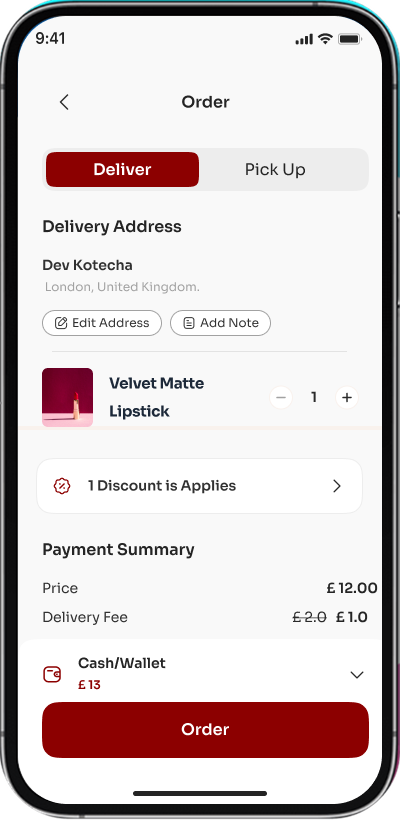 9:41
Order
Deliver
Pick Up
Delivery Address
Dev Kotecha
London, United Kingdom.
Edit Address
Add Note
Velvet Matte
Lipstick
1
1 Discount is Applies
Payment Summary
Price
£ 12.00
Delivery Fee
£ 2.0 £ 1.0
Cash/Wallet
£ 13
Order